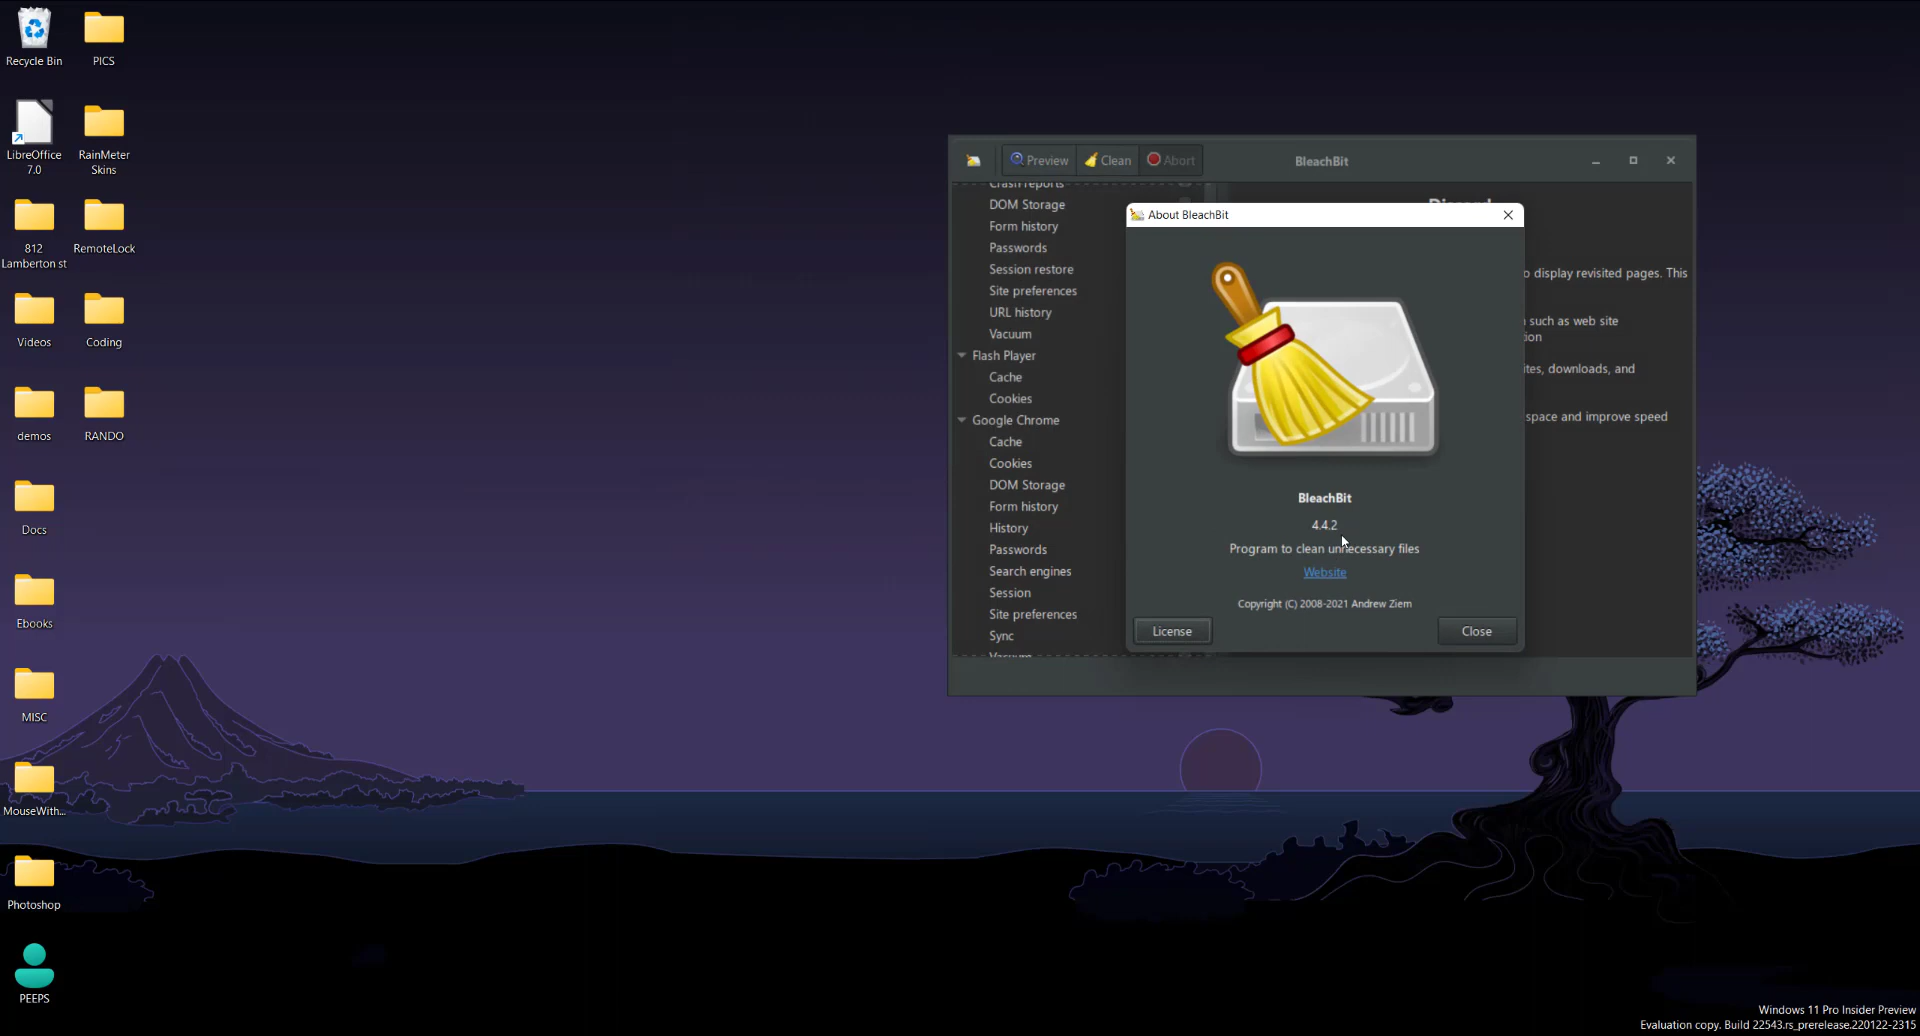 Recycle Bin
PICS
LibreOffice
7.0
RainMeter
Skins
812
Lamberton st
RemoteLock
Videos
Coding
demos
RANDO
Docs
Ebooks
MISC
MouseWith...
Photoshop
PEEPS
Preview
Clean
Abort
BleachBit
Crash reports
DOM Storage
Form history
Passwords
Session restore
Site preferences
URL history
Vacuum
Flash Player
Cache
Cookies
Google Chrome
Cache
Cookies
DOM Storage
Form history
History
Passwords
Search engines
Session
Site preferences
Sync
Vacuum
Discord
o display revisited pages. This
such as web site
ion
ites, downloads, and
space and improve speed
About BleachBit
BleachBit
4.4.2
Program to clean unnecessary files
Website
Copyright (C) 2008-2021 Andrew Ziem
License
Close
Windows 11 Pro Insider Preview
Evaluation copy. Build 22543.rs_prerelease.220122-2315